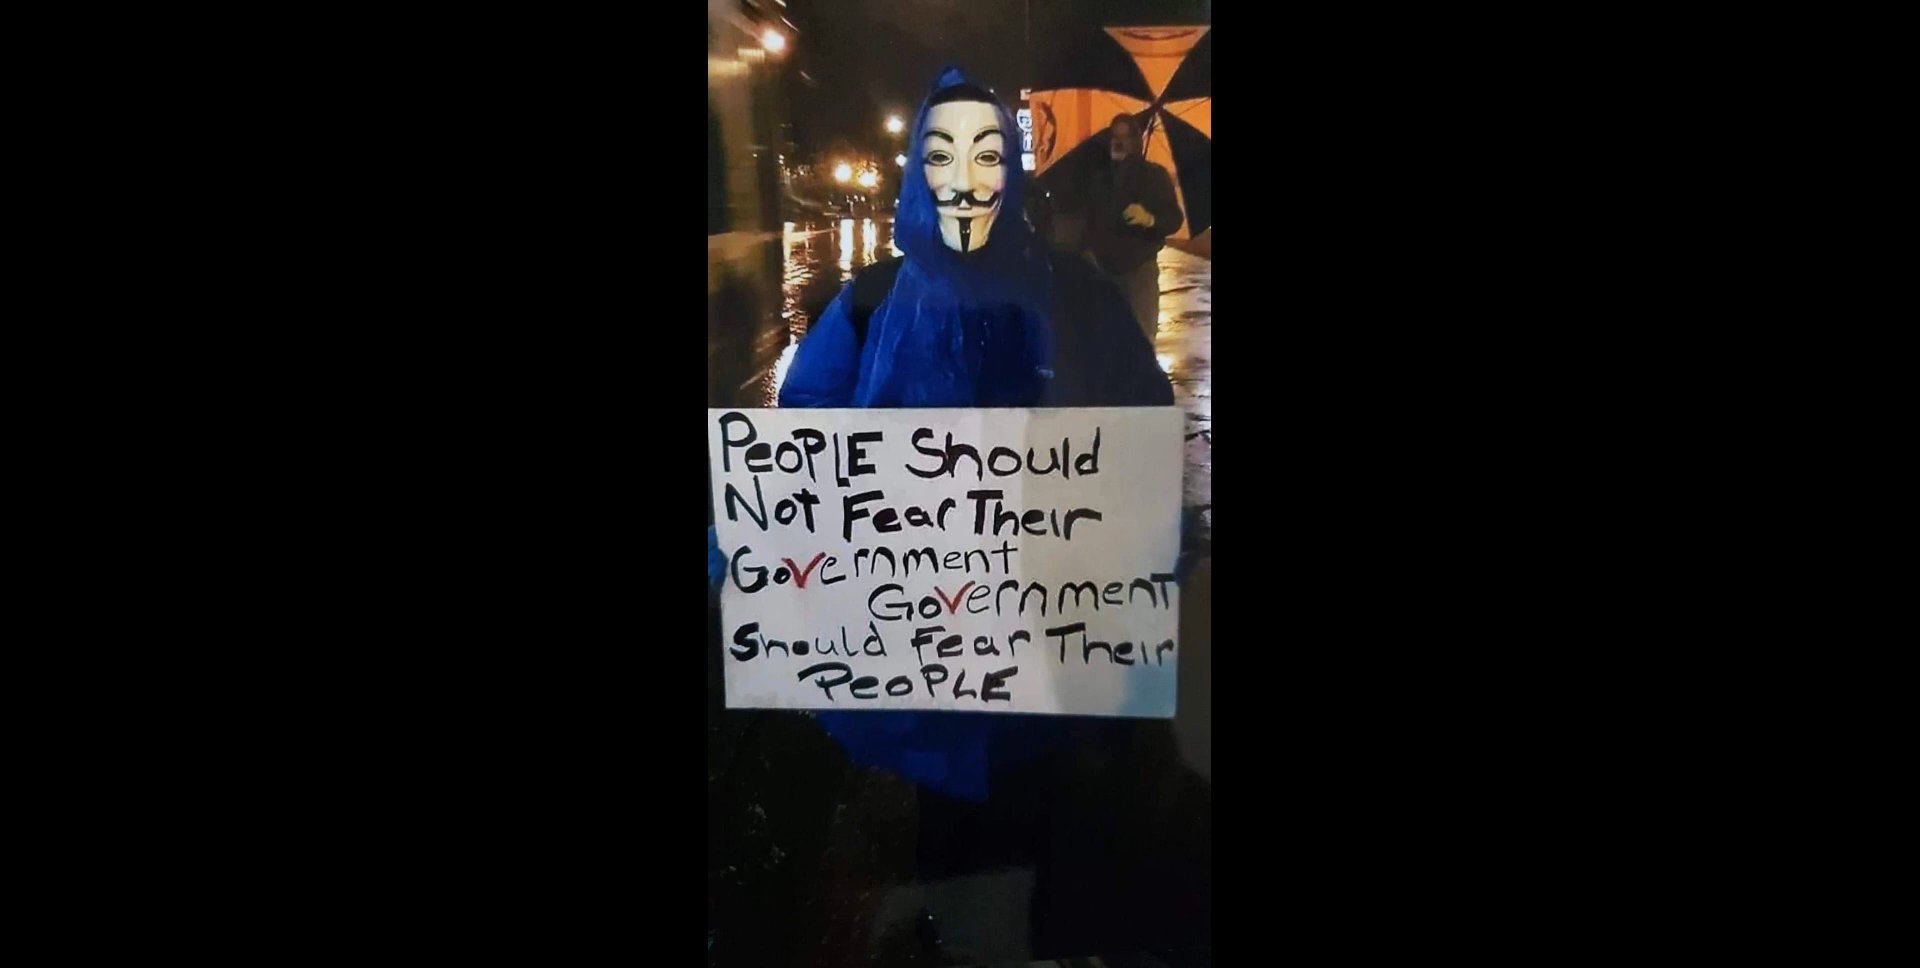 PEOPLE Should
Not Fear Their
Government
Government
Should Fear Their
PEOPLE